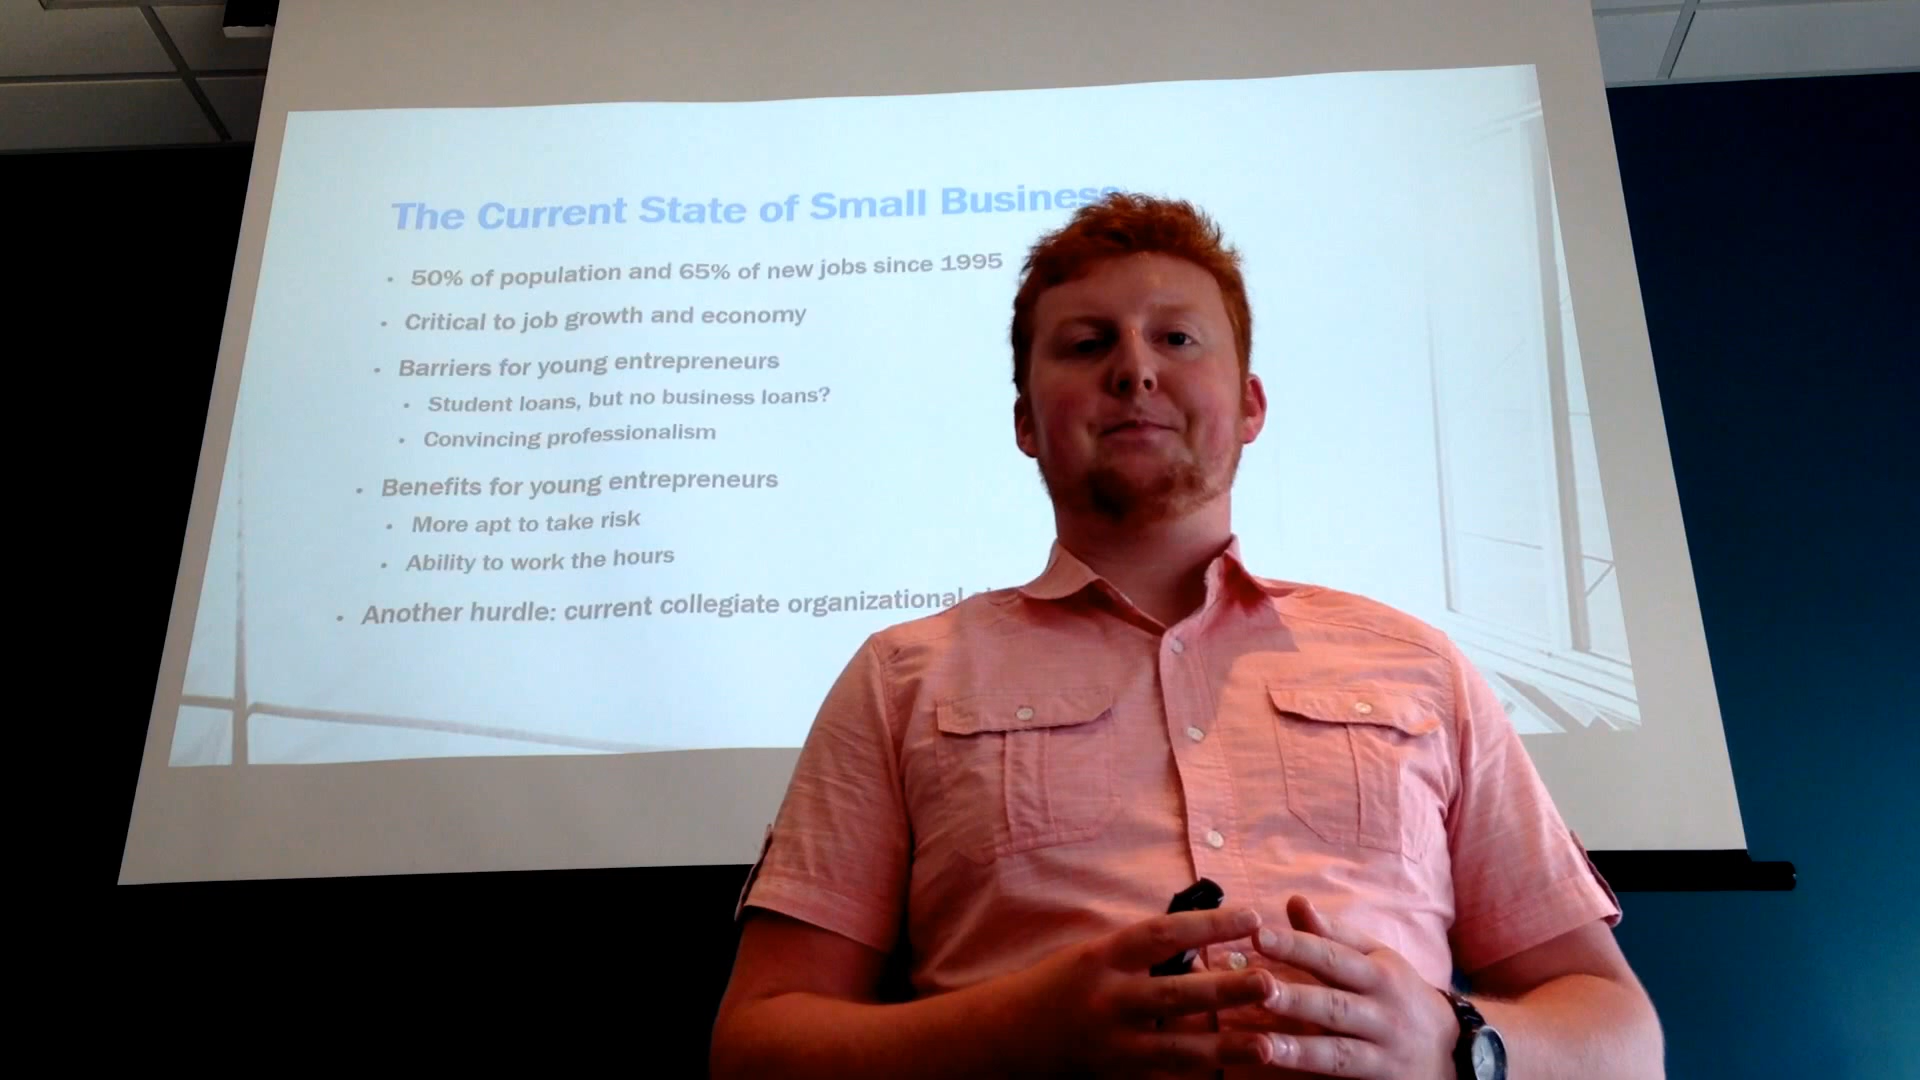 The Current State of Small Business
• 50% of population and 65% of new jobs since 1995
• Critical to job growth and economy
• Barriers for young entrepreneurs
• Student loans, but no business loans?
• Convincing professionalism
• Benefits for young entrepreneurs
• More apt to take risk
• Ability to work the hours
• Another hurdle: current collegiate organizational